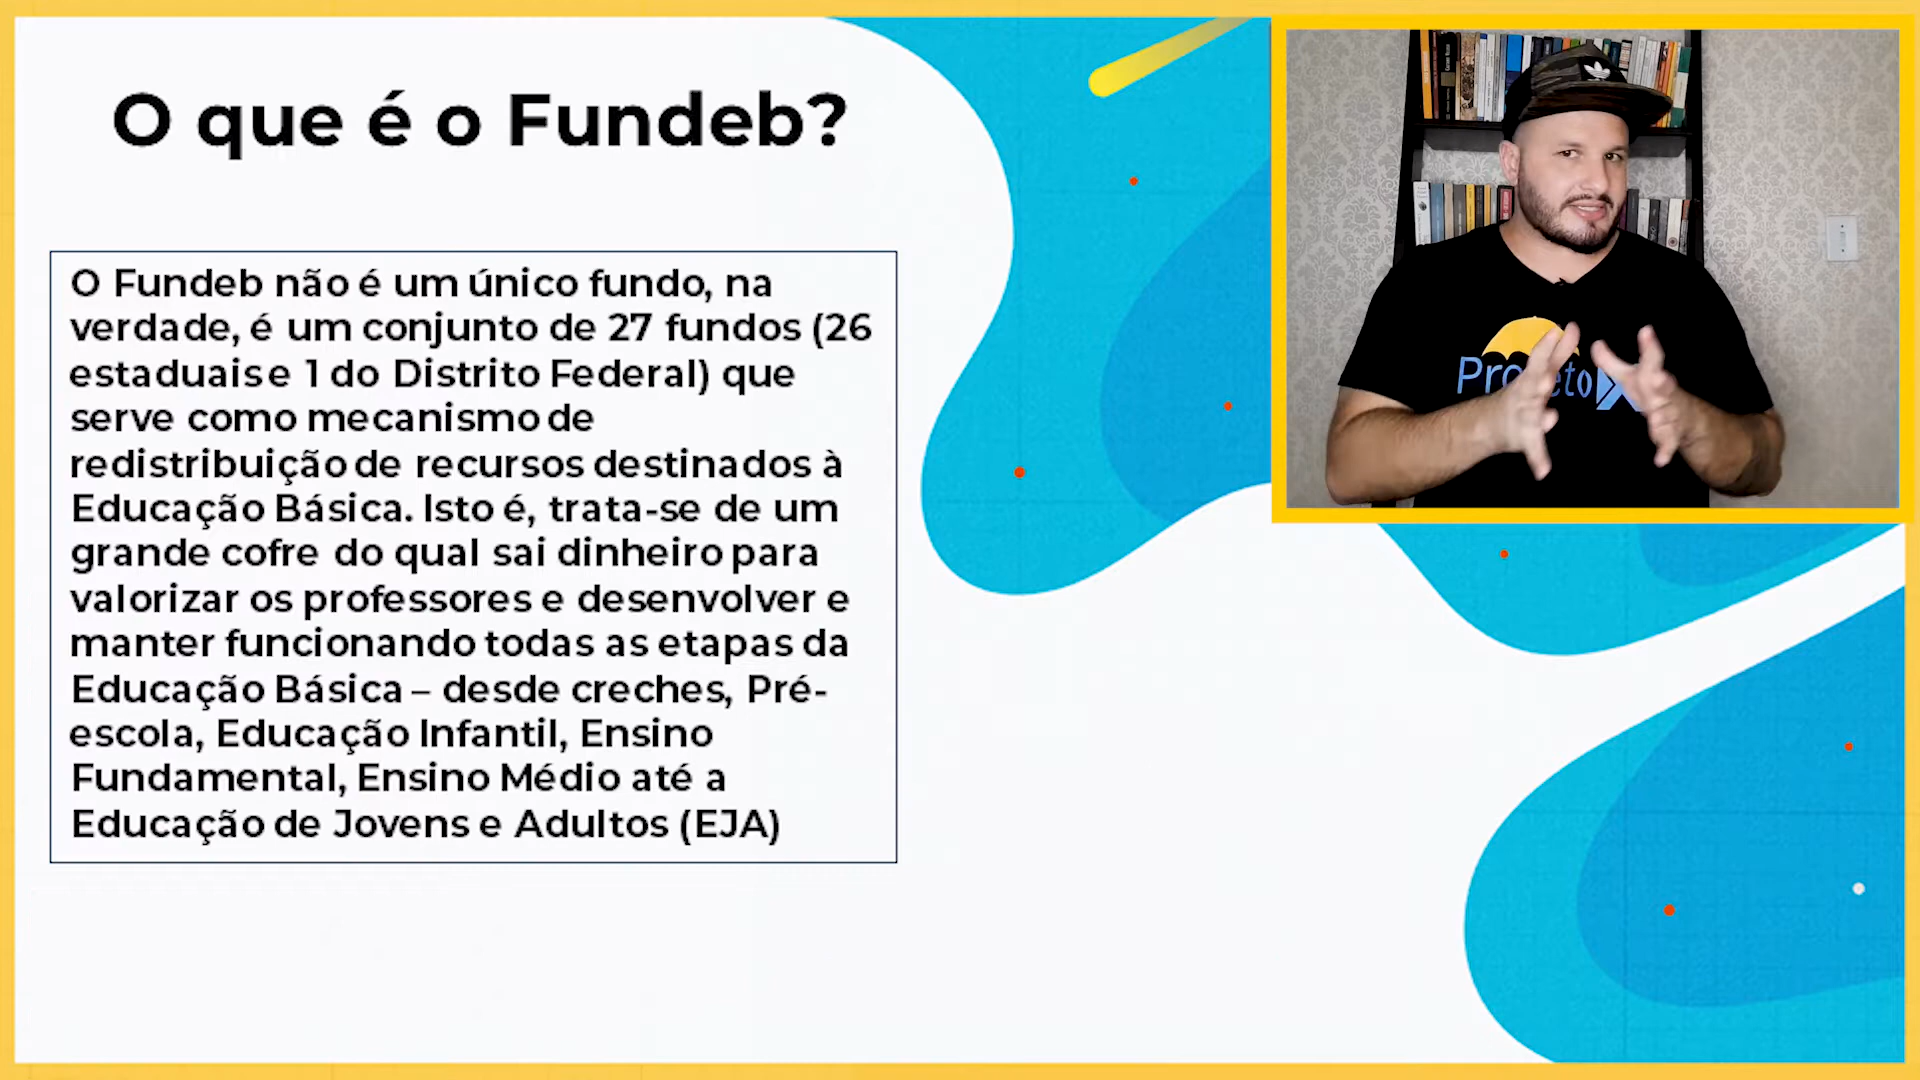 O que é o Fundeb?
O Fundeb não é um único fundo, na
verdade, é um conjunto de 27 fundos (26
estaduais e 1 do Distrito Federal) que
serve como mecanismo de
redistribuição de recursos destinados à
Educação Básica. Isto é, trata-se de um
grande cofre do qual sai dinheiro para
valorizar os professores e desenvolver e
manter funcionando todas as etapas da
Educação Básica – desde creches, Pré-
escola, Educação Infantil, Ensino
Fundamental, Ensino Médio até a
Educação de Jovens e Adultos (EJA)